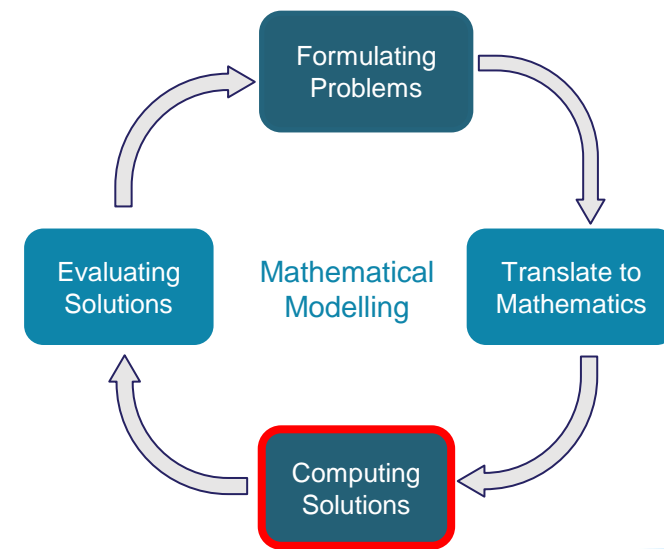 Formulating
Problems
Evaluating
Solutions
Mathematical
Modelling
Translate to
Mathematics
Computing
Solutions